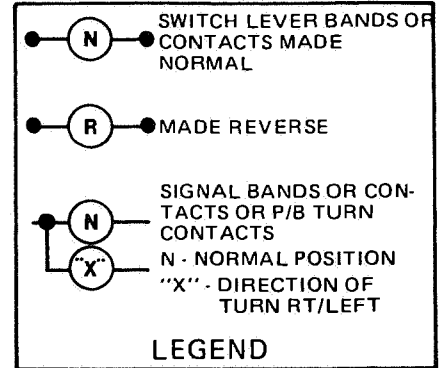 N
SWITCH LEVER BANDS OR
CONTACTS MADE
NORMAL
R
MADE REVERSE
N
"X"
SIGNAL BANDS OR CON-
TACTS OR P/B TURN
CONTACTS
N - NORMAL POSITION
"X" - DIRECTION OF
TURN RT/LEFT
LEGEND